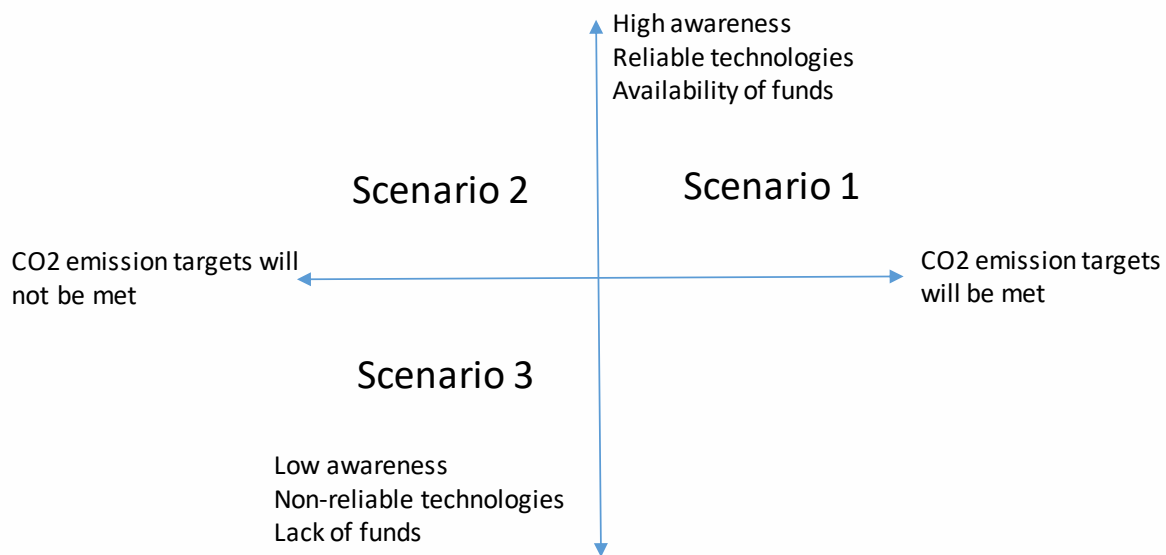 High awareness
Reliable technologies
Availability of funds
Scenario 2
Scenario 1
CO2 emission targets will
not be met
CO2 emission targets
will be met
Scenario 3
Low awareness
Non-reliable technologies
Lack of funds